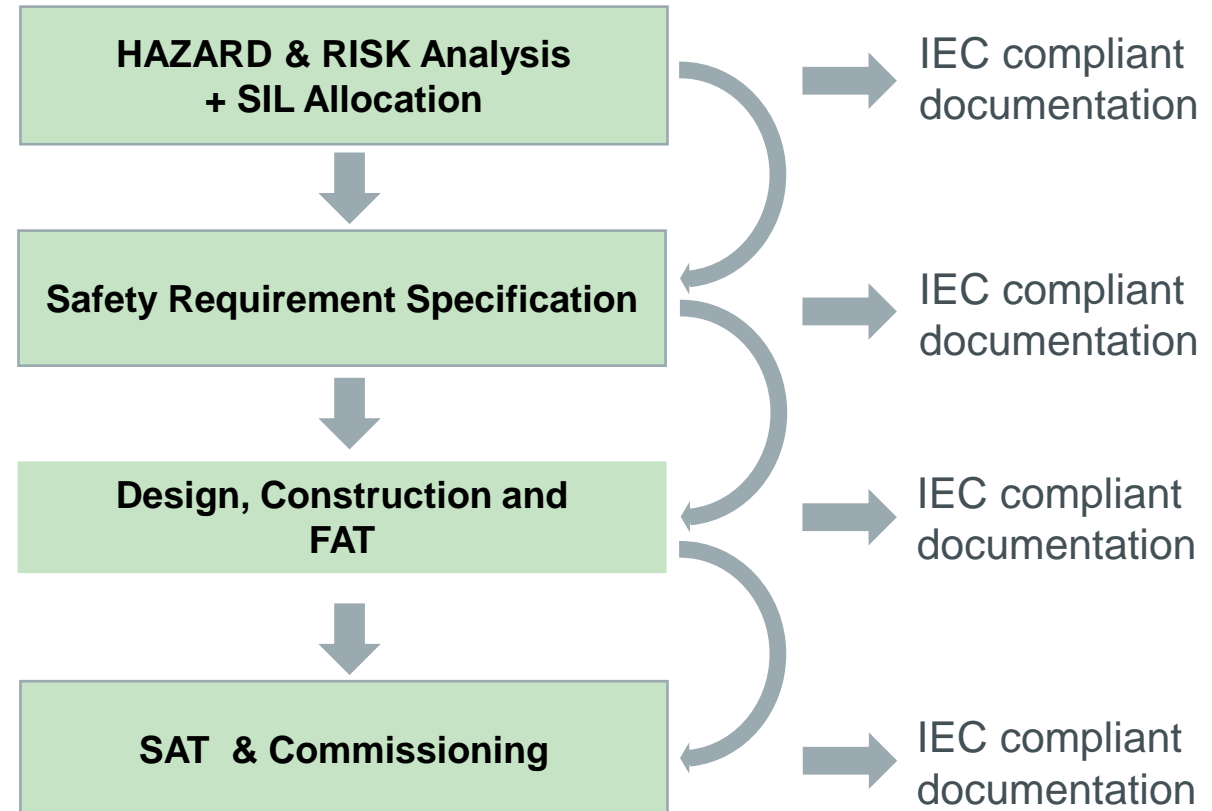 HAZARD & RISK Analysis
+ SIL Allocation
IEC compliant
documentation
Safety Requirement Specification
IEC compliant
documentation
Design, Construction and
FAT
IEC compliant
documentation
SAT & Commissioning
IEC compliant
documentation